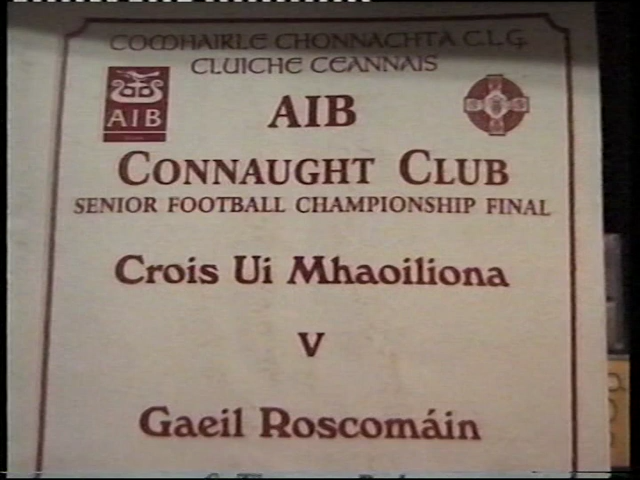 COMHAIRLE CHONNACHTA C.L.G.
CLUICHE CEANNAIS
AIB
AIB
CONNAUGHT CLUB
SENIOR FOOTBALL CHAMPIONSHIP FINAL
Crois Ui Mhaoiliona
V
Gaeil Roscomáin